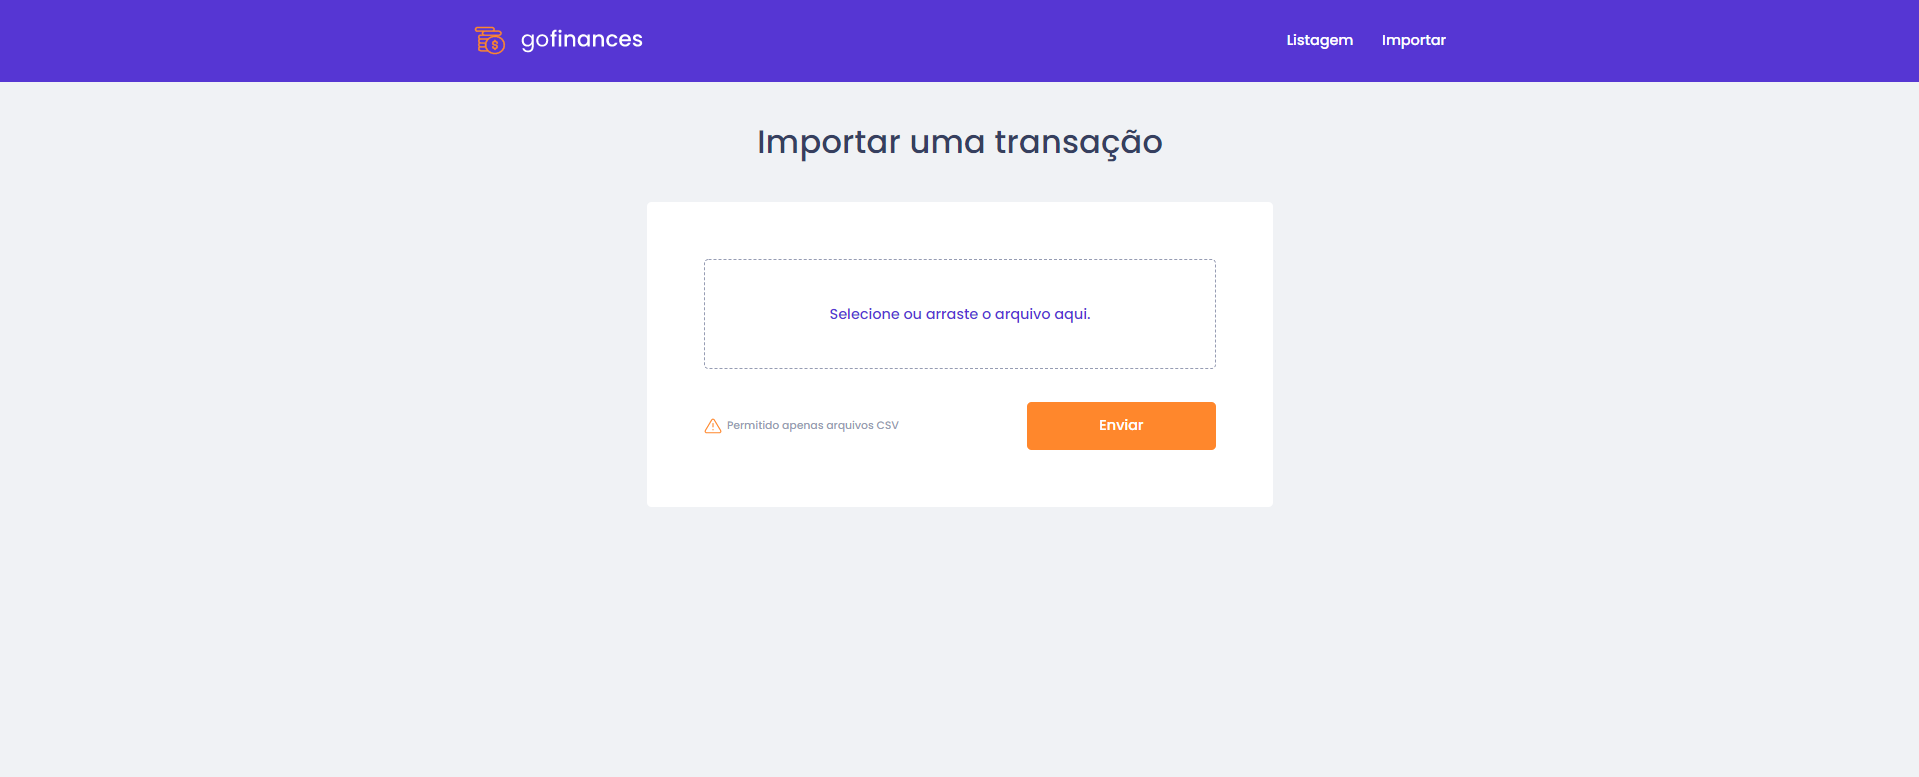 gofinances
Listagem
Importar
Importar uma transação
Selecione ou arraste o arquivo aqui.
Permitido apenas arquivos CSV
Enviar